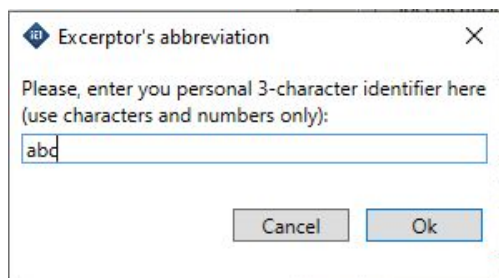 Excerptor's abbreviation
Please, enter you personal 3-character identifier here
(use characters and numbers only):
abc
Cancel Ok